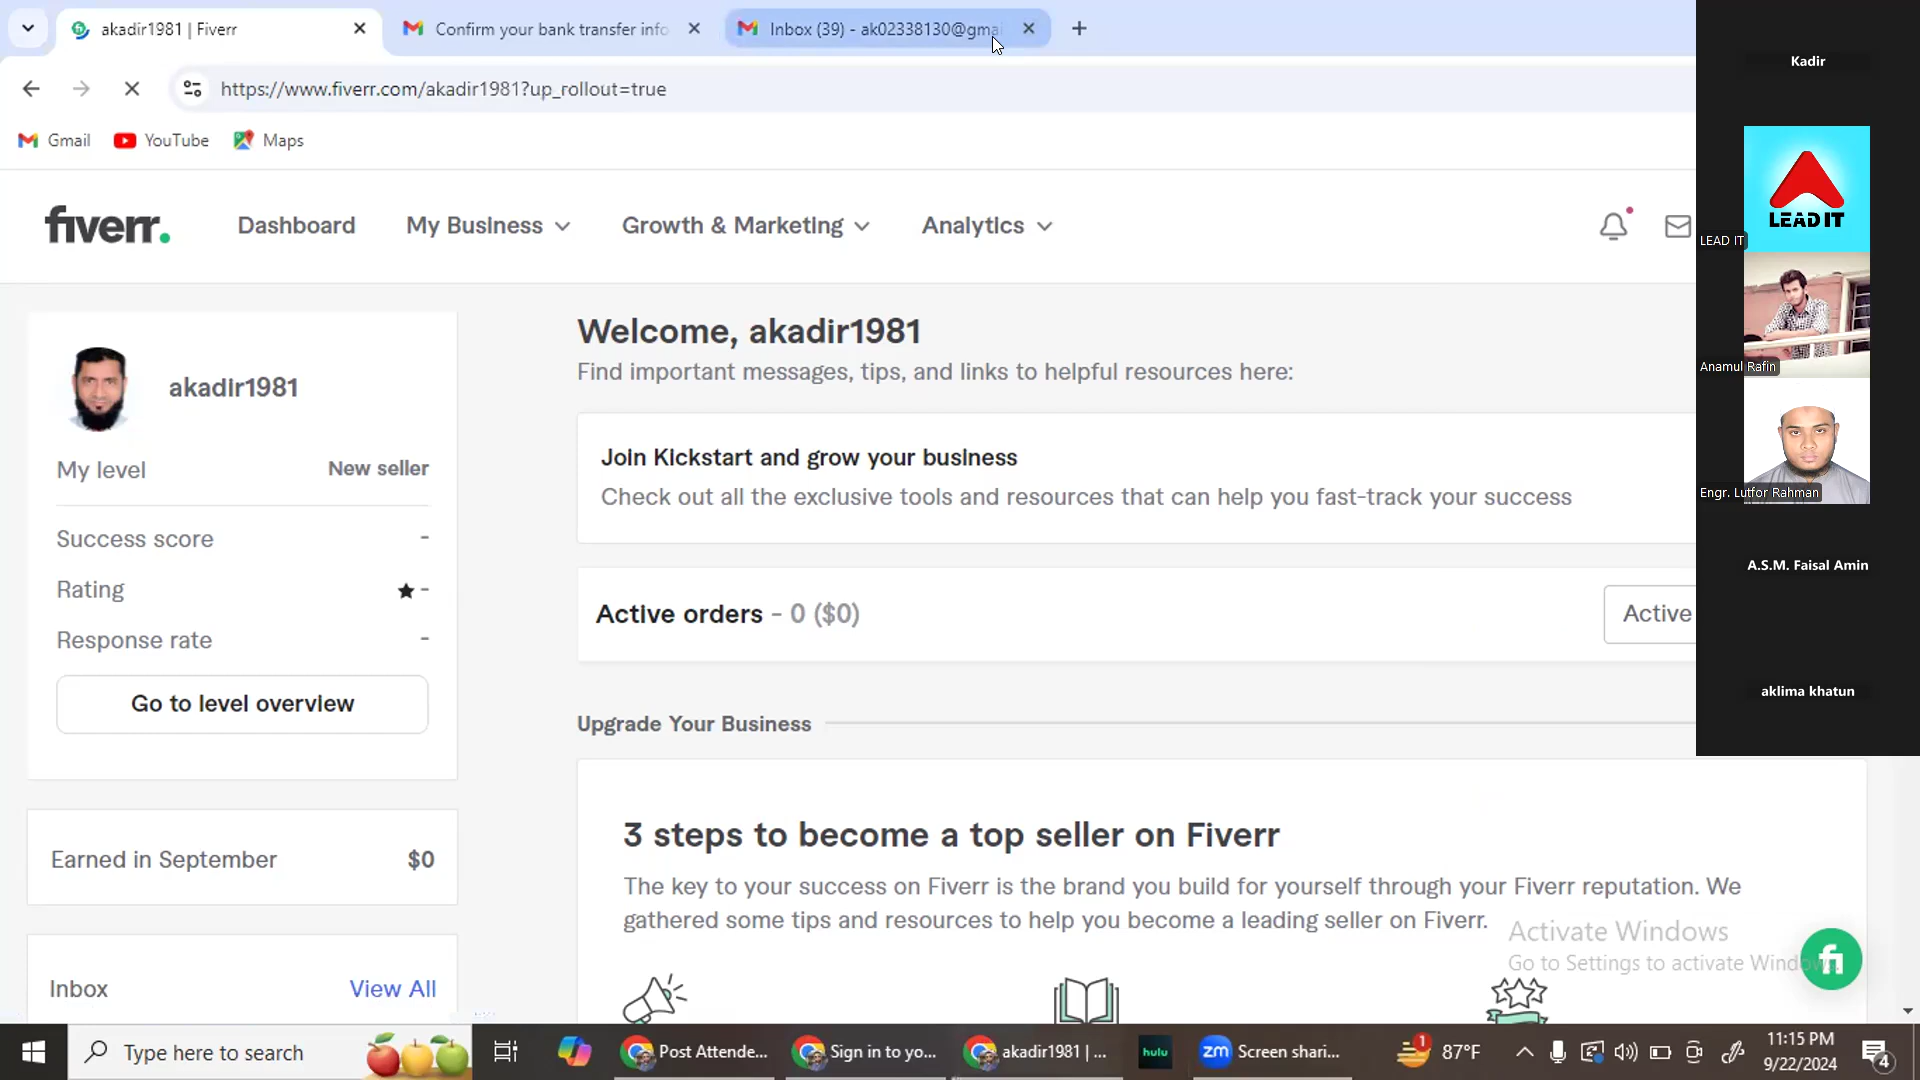 akadir1981 | Fiverr
Confirm your bank transfer info
Inbox (39) - ak02338130@gma
https://www.fiverr.com/akadir1981?up_rollout=true
Gmail
YouTube
Maps
fiverr.
Dashboard
My Business
Growth & Marketing
Analytics
akadir1981
My level
New seller
Success score
-
Rating
-
Response rate
-
Go to level overview
Earned in September
$0
Inbox
View All
Welcome, akadir1981
Find important messages, tips, and links to helpful resources here:
Join Kickstart and grow your business
Check out all the exclusive tools and resources that can help you fast-track your success
Active orders - 0 ($0)
Active
Upgrade Your Business
3 steps to become a top seller on Fiverr
The key to your success on Fiverr is the brand you build for yourself through your Fiverr reputation. We
gathered some tips and resources to help you become a leading seller on Fiverr.
Activate Windows
Go to Settings to activate Windows.
fi
Kadir
LEAD IT
LEAD IT
Anamul Rafin
Engr. Lutfor Rahman
A.S.M. Faisal Amin
aklima khatun
Type here to search
Post Attende...
Sign in to yo...
akadir1981 | ...
hulu
zm
Screen shari...
1
87°F
11:15 PM
9/22/2024
4